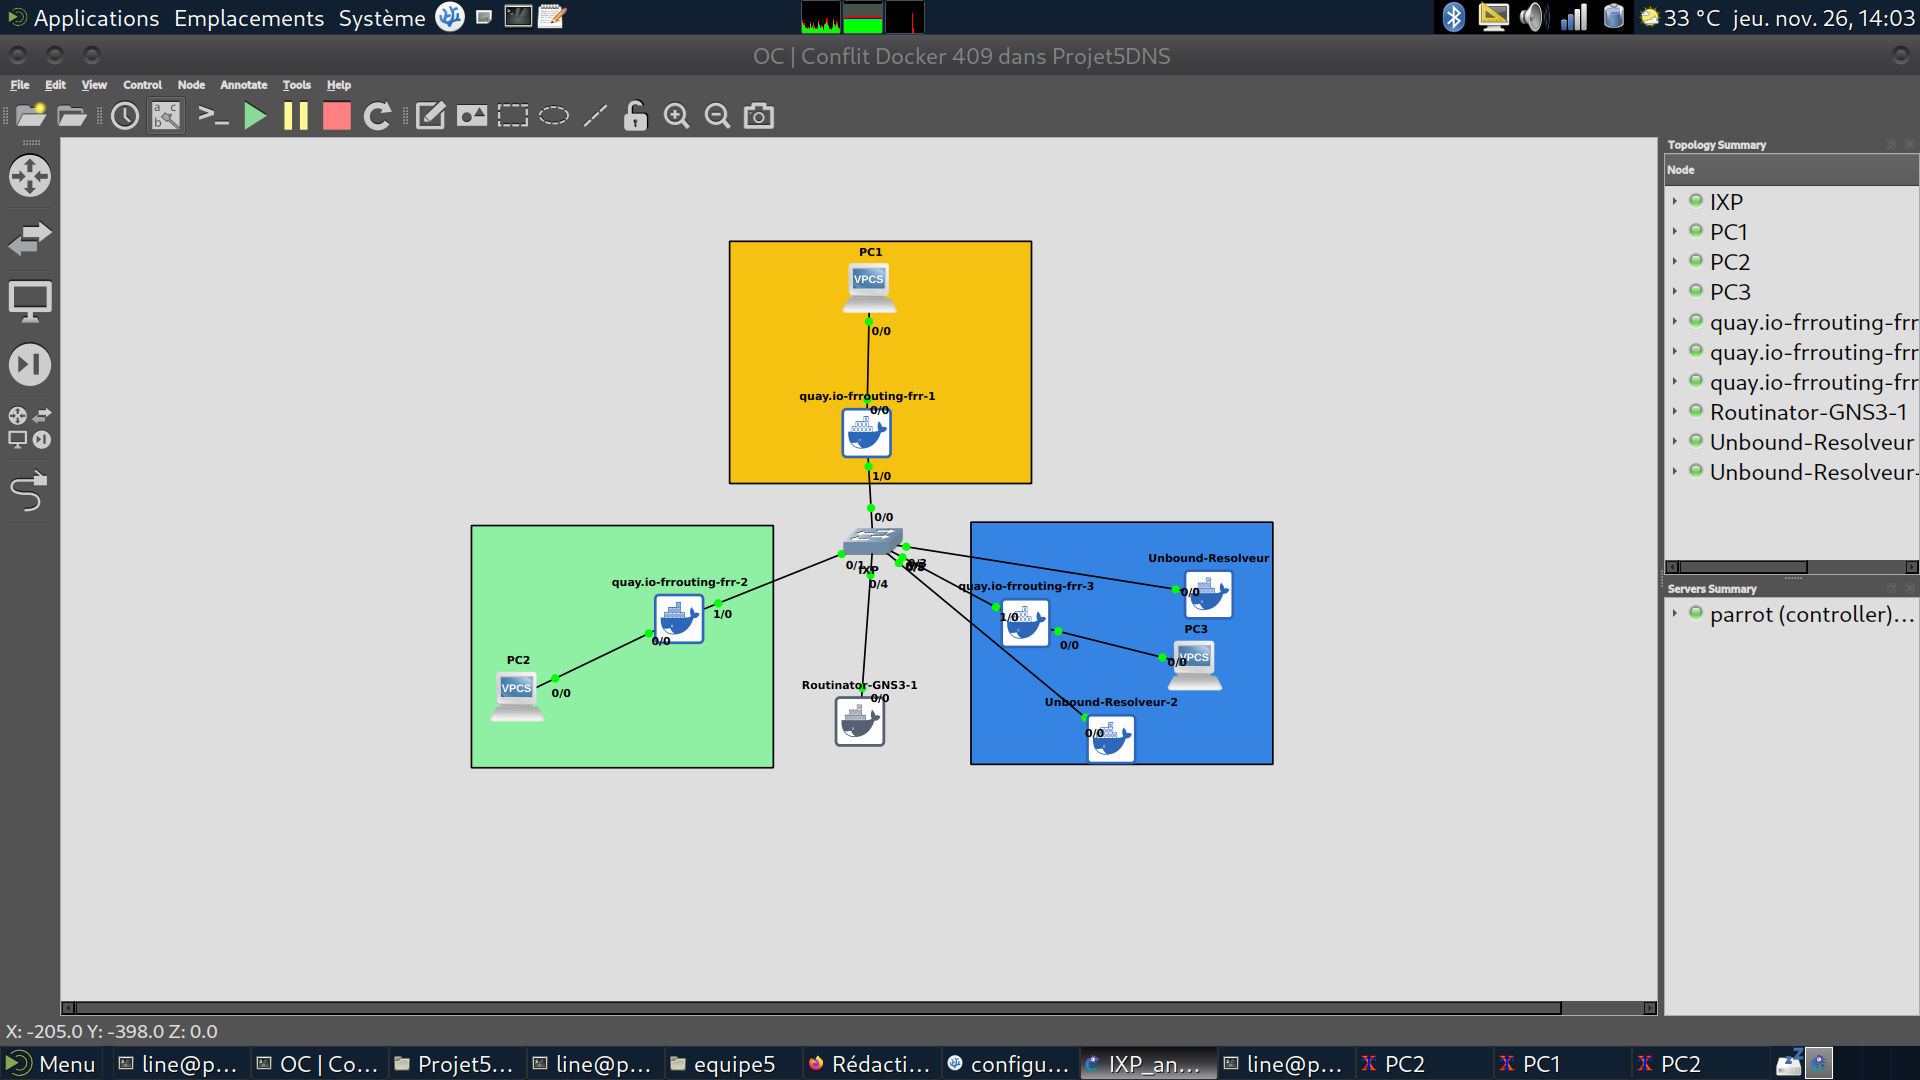 Applications Emplacements Système 33 °C jeu. nov. 26, 14:03
OC | Conflit Docker 409 dans Projet5DNS
File Edit View Control Node Annotate Tools Help
Topology Summary
Node
IXP
PC1
PC2
PC3
quay.io-frrouting-frr
quay.io-frrouting-frr
quay.io-frrouting-frr
Routinator-GNS3-1
Unbound-Resolveur
Unbound-Resolveur-
Servers Summary
parrot (controller)...
PC1
VPCS
0/0
quay.io-frrouting-frr-1
0/0
1/0
0/0
0/1
IXP
0/4
quay.io-frrouting-frr-2
1/0
0/0
PC2
VPCS
0/0
Routinator-GNS3-1
0/0
Unbound-Resolveur
0/0
quay.io-frrouting-frr-3
1/0
0/0
PC3
VPCS
0/0
Unbound-Resolveur-2
0/0
X: -205.0 Y: -398.0 Z: 0.0
Menu line@p... OC | Co... Projet5... line@p... equipe5 Rédacti... configu... IXP_an... line@p... PC2 PC1 PC2